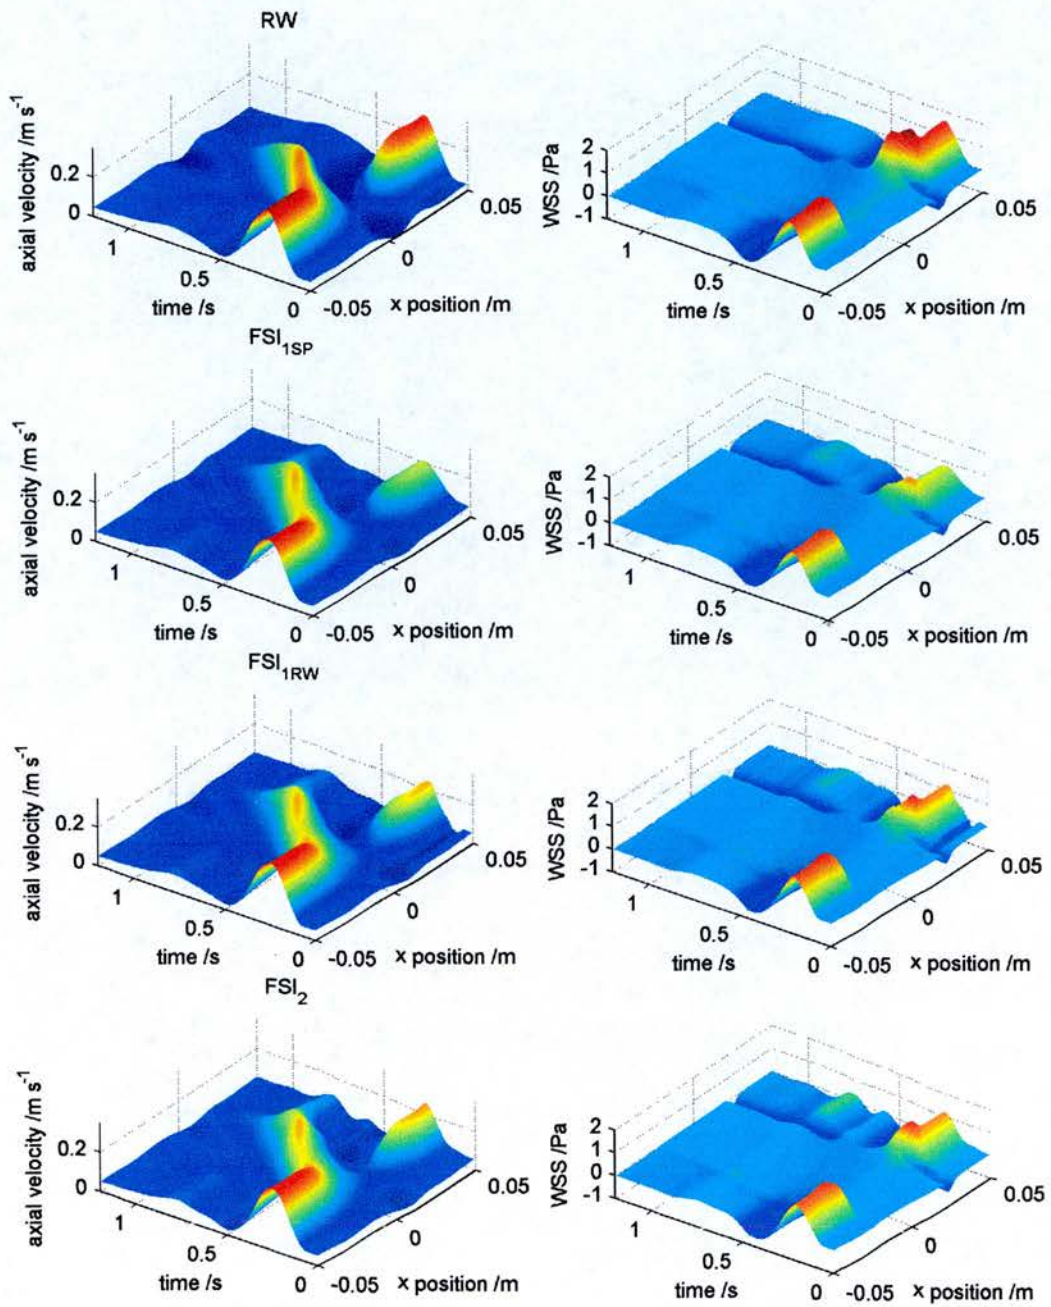 RW
axial velocity /m s⁻¹
0.2
0
1
0.5
0
time /s
-0.05
0
0.05
x position /m
WSS /Pa
2
1
0
-1
1
0.5
0
time /s
-0.05
0
0.05
x position /m
FSI₁SP
axial velocity /m s⁻¹
0.2
0
1
0.5
0
time /s
-0.05
0
0.05
x position /m
WSS /Pa
2
1
0
-1
1
0.5
0
time /s
-0.05
0
0.05
x position /m
FSI₁RW
axial velocity /m s⁻¹
0.2
0
1
0.5
0
time /s
-0.05
0
0.05
x position /m
WSS /Pa
2
1
0
-1
1
0.5
0
time /s
-0.05
0
0.05
x position /m
FSI₂
axial velocity /m s⁻¹
0.2
0
1
0.5
0
time /s
-0.05
0
0.05
x position /m
WSS /Pa
2
1
0
-1
1
0.5
0
time /s
-0.05
0
0.05
x position /m